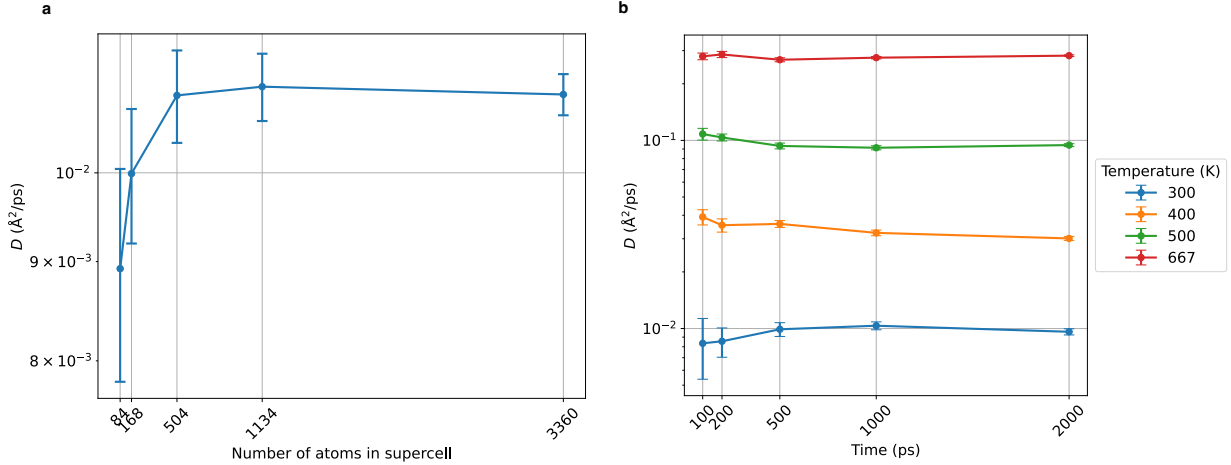 a
D (Å²/ps)
10⁻²
9 × 10⁻³
8 × 10⁻³
84
168
504
1134
3360
Number of atoms in supercell
b
D (Å²/ps)
10⁻¹
10⁻²
100
200
500
1000
2000
Time (ps)
Temperature (K)
300
400
500
667